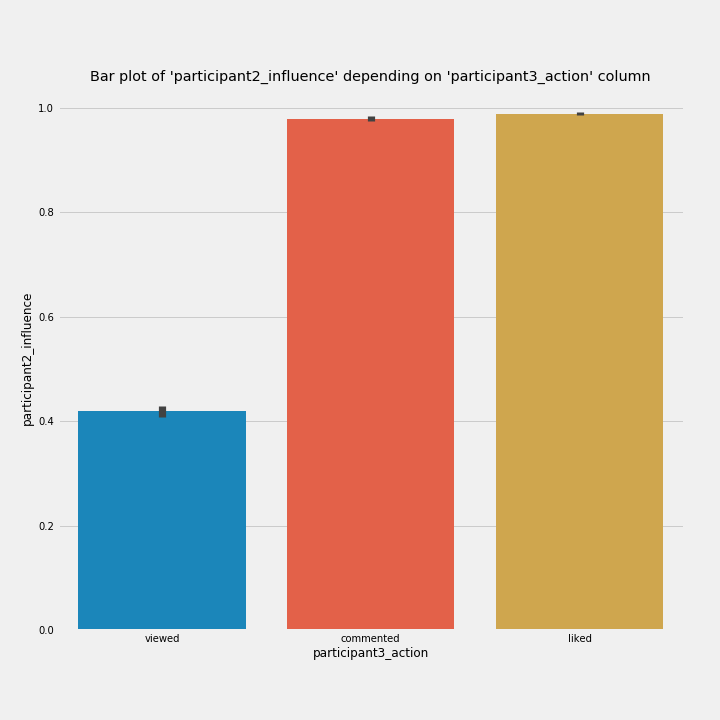 Bar plot of 'participant2_influence' depending on 'participant3_action' column
participant2_influence
1.0
0.8
0.6
0.4
0.2
0.0
viewed
commented
liked
participant3_action